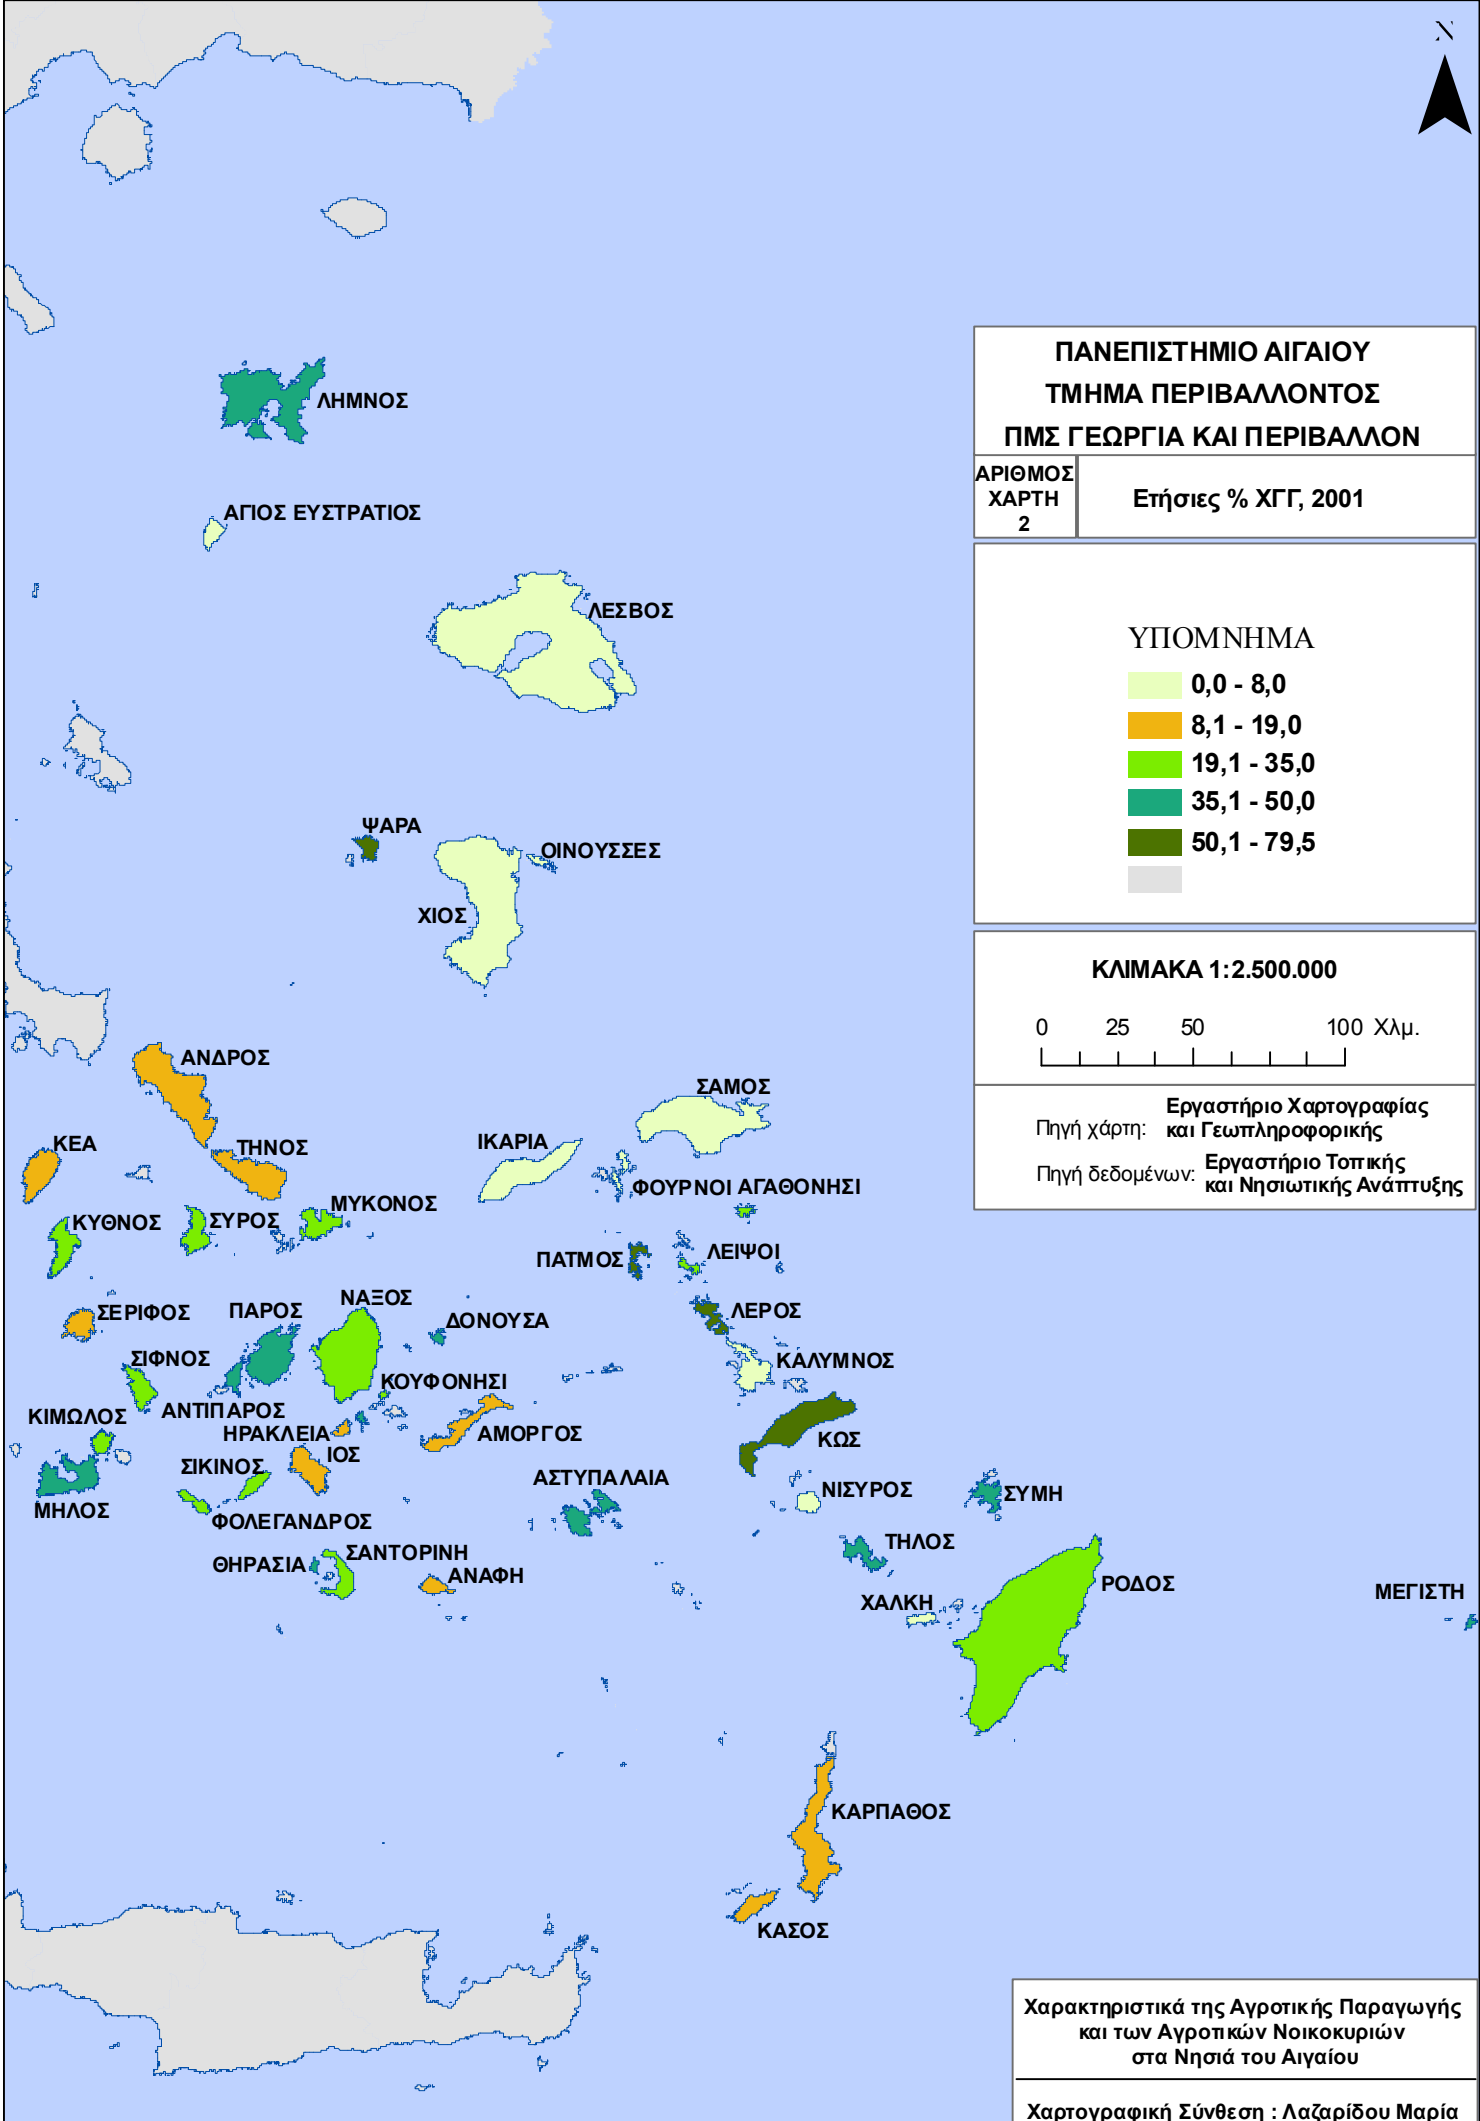 N
ΠΑΝΕΠΙΣΤΗΜΙΟ ΑΙΓΑΙΟΥ
ΤΜΗΜΑ ΠΕΡΙΒΑΛΛΟΝΤΟΣ
ΠΜΣ ΓΕΩΡΓΙΑ ΚΑΙ ΠΕΡΙΒΑΛΛΟΝ
ΑΡΙΘΜΟΣ
ΧΑΡΤΗ
2
Ετήσιες % ΧΓΓ, 2001
ΥΠΟΜΝΗΜΑ
0,0 - 8,0
8,1 - 19,0
19,1 - 35,0
35,1 - 50,0
50,1 - 79,5
ΚΛΙΜΑΚΑ 1:2.500.000
0 25 50 100 Χλμ.
Πηγή χάρτη: Εργαστήριο Χαρτογραφίας
και Γεωπληροφορικής
Πηγή δεδομένων: Εργαστήριο Τοπικής
και Νησιωτικής Ανάπτυξης
ΛΗΜΝΟΣ
ΑΓΙΟΣ ΕΥΣΤΡΑΤΙΟΣ
ΛΕΣΒΟΣ
ΨΑΡΑ
ΟΙΝΟΥΣΣΕΣ
ΧΙΟΣ
ΑΝΔΡΟΣ
ΣΑΜΟΣ
ΚΕΑ
ΤΗΝΟΣ
ΙΚΑΡΙΑ
ΦΟΥΡΝΟΙ
ΑΓΑΘΟΝΗΣΙ
ΚΥΘΝΟΣ
ΣΥΡΟΣ
ΜΥΚΟΝΟΣ
ΠΑΤΜΟΣ
ΛΕΙΨΟΙ
ΣΕΡΙΦΟΣ
ΠΑΡΟΣ
ΝΑΞΟΣ
ΔΟΝΟΥΣΑ
ΛΕΡΟΣ
ΣΙΦΝΟΣ
ΚΟΥΦΟΝΗΣΙ
ΚΑΛΥΜΝΟΣ
ΚΙΜΩΛΟΣ
ΑΝΤΙΠΑΡΟΣ
ΗΡΑΚΛΕΙΑ
ΑΜΟΡΓΟΣ
ΚΩΣ
ΙΟΣ
ΣΙΚΙΝΟΣ
ΑΣΤΥΠΑΛΑΙΑ
ΝΙΣΥΡΟΣ
ΣΥΜΗ
ΜΗΛΟΣ
ΦΟΛΕΓΑΝΔΡΟΣ
ΤΗΛΟΣ
ΘΗΡΑΣΙΑ
ΣΑΝΤΟΡΙΝΗ
ΑΝΑΦΗ
ΡΟΔΟΣ
ΜΕΓΙΣΤΗ
ΧΑΛΚΗ
ΚΑΡΠΑΘΟΣ
ΚΑΣΟΣ
Χαρακτηριστικά της Αγροτικής Παραγωγής
και των Αγροτικών Νοικοκυριών
στα Νησιά του Αιγαίου
Χαρτογραφική Σύνθεση : Λαζαρίδου Μαρία